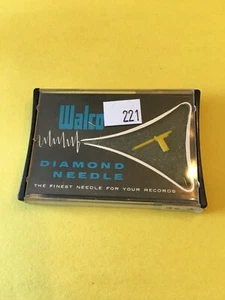 Walco
221
DIAMOND
NEEDLE
THE FINEST NEEDLE FOR YOUR RECORDS